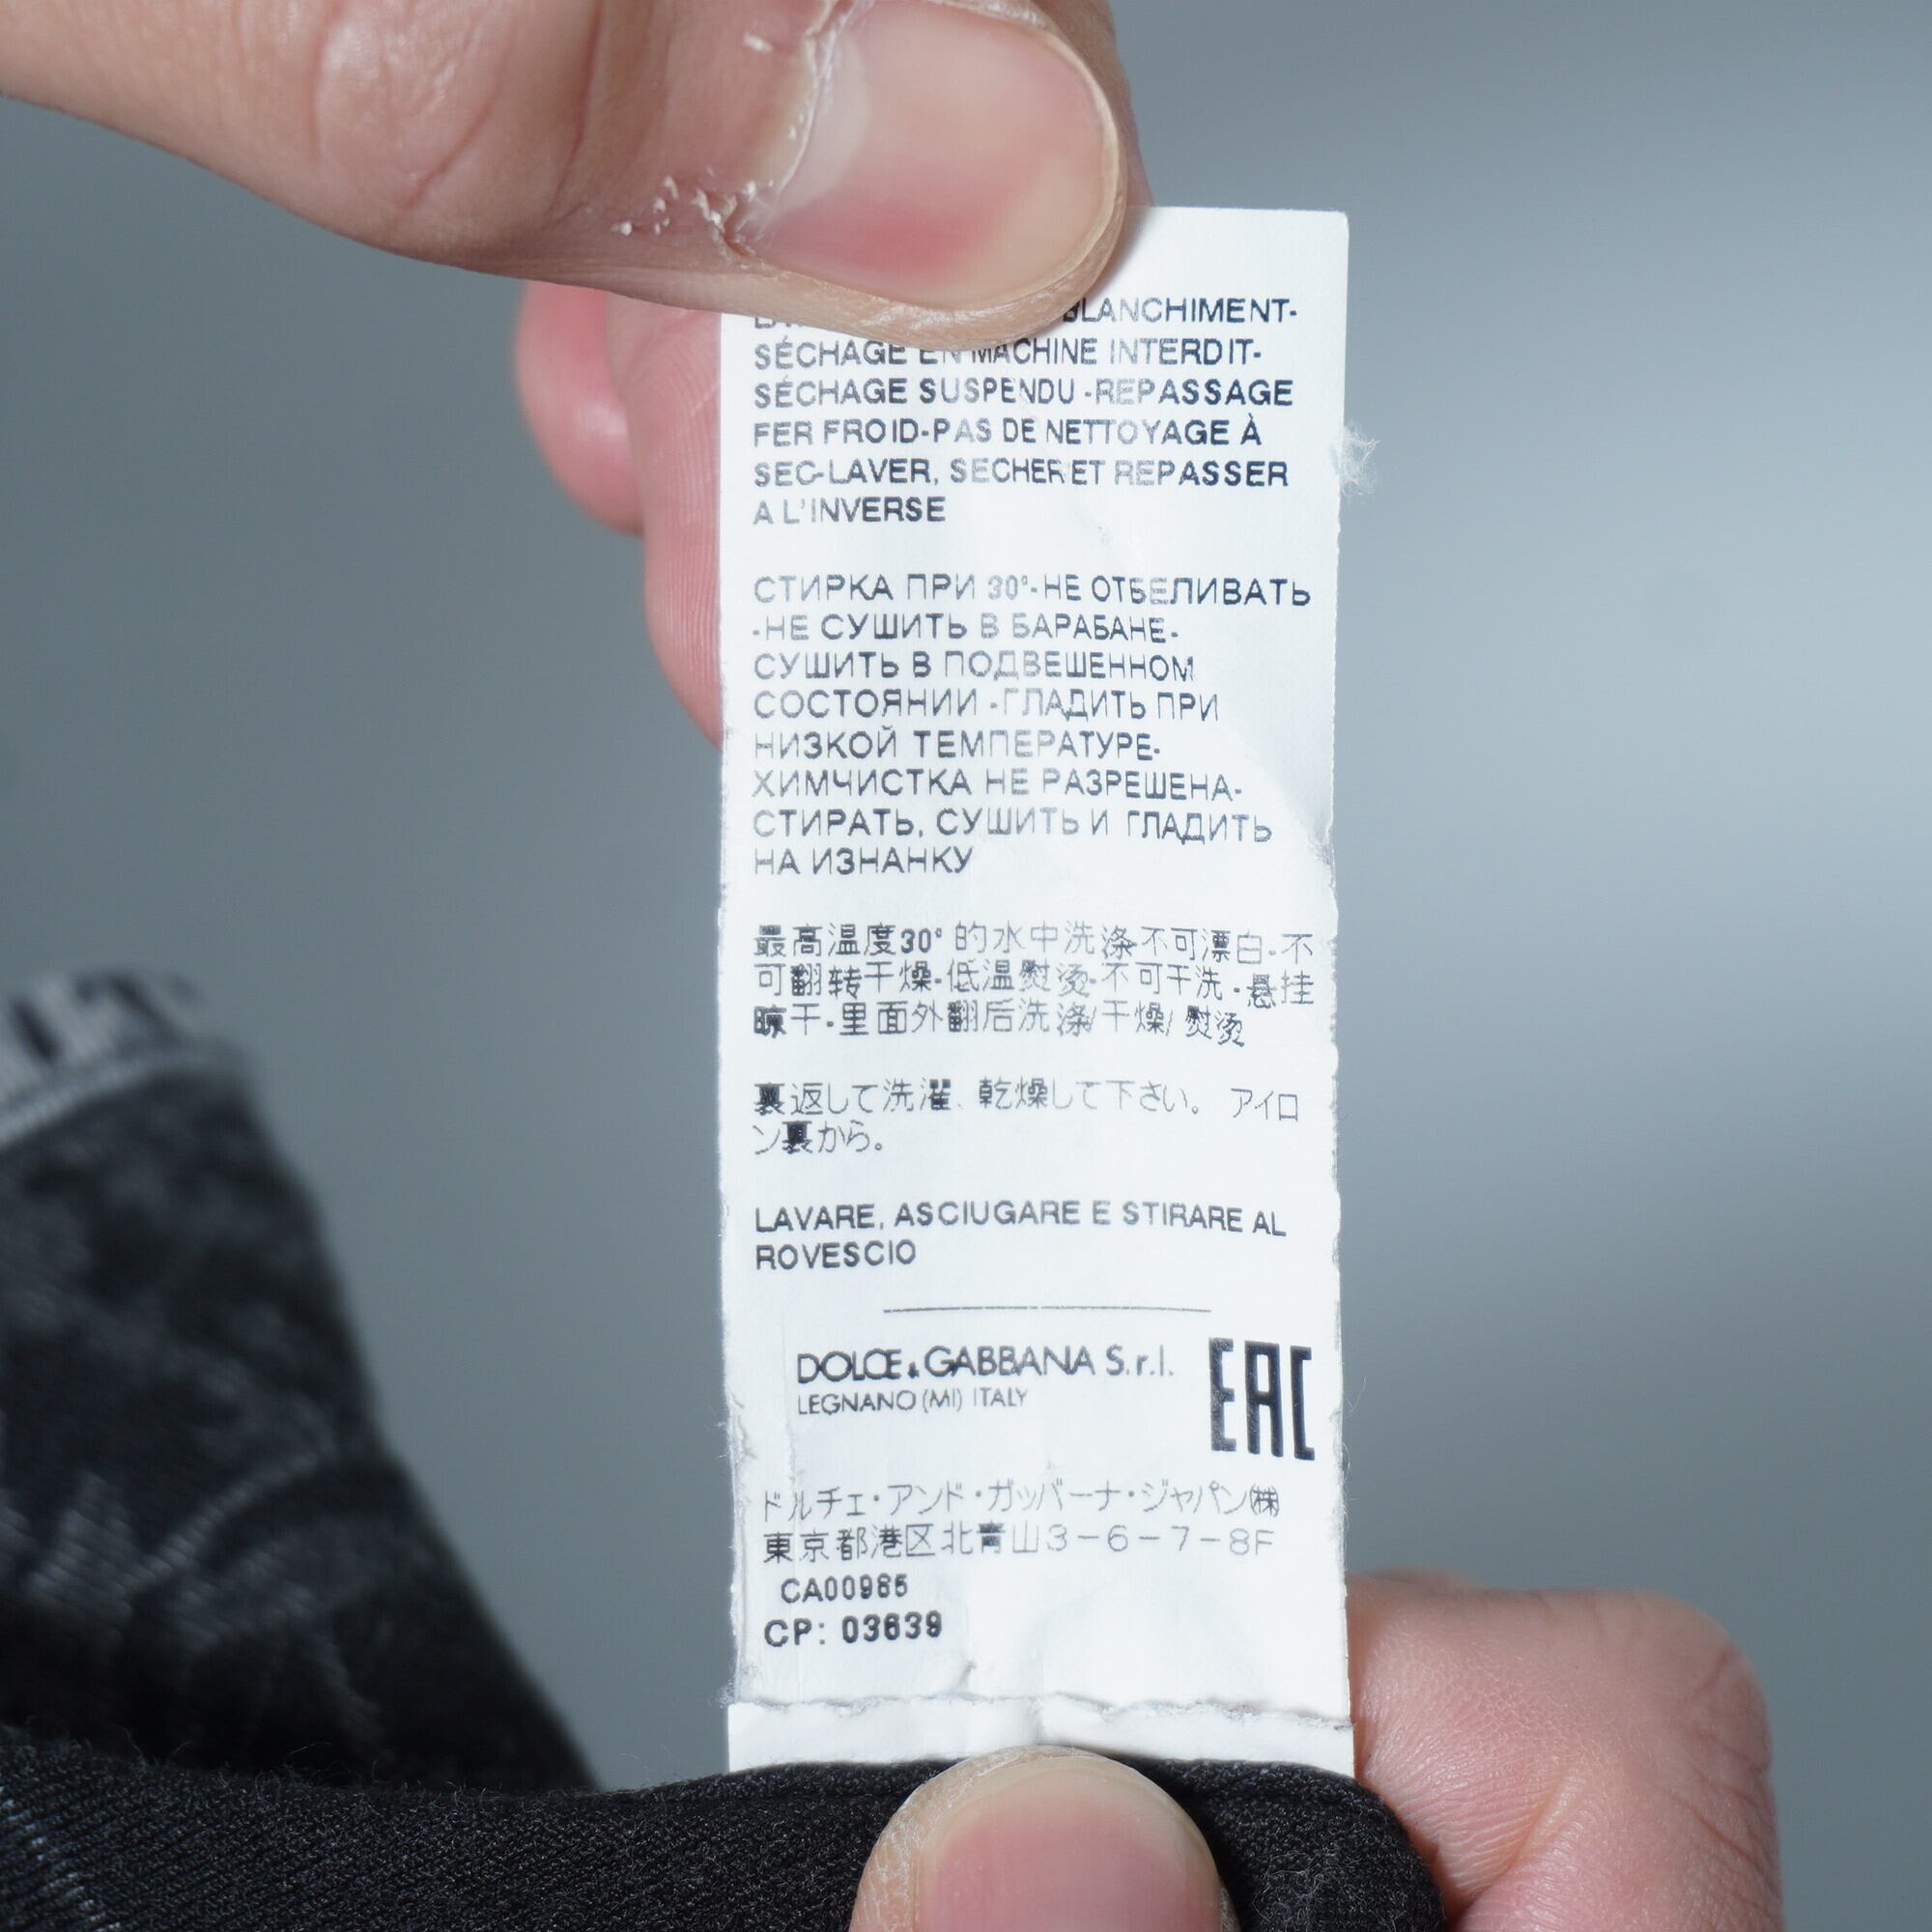 BLANCHIMENT-
SÉCHAGE EN MACHINE INTERDIT-
SÉCHAGE SUSPENDU -REPASSAGE
FER FROID-PAS DE NETTOYAGE À
SEC-LAVER, SECHER ET REPASSER
A L'INVERSE
СТИРКА ПРИ 30°-НЕ ОТБЕЛИВАТЬ
-НЕ СУШИТЬ В БАРАБАНЕ-
СУШИТЬ В ПОДВЕШЕННОМ
СОСТОЯНИИ -ГЛАДИТЬ ПРИ
НИЗКОЙ ТЕМПЕРАТУРЕ-
ХИМЧИСТКА НЕ РАЗРЕШЕНА-
СТИРАТЬ, СУШИТЬ И ГЛАДИТЬ
НА ИЗНАНКУ
最高温度30° 的水中洗涤-不可漂白-不
可翻转干燥-低温熨烫-不可干洗-悬挂
晾干-里面外翻后洗涤/干燥/ 熨烫
裏返して洗濯、乾燥して下さい。 アイロ
ン裏から。
LAVARE, ASCIUGARE E STIRARE AL
ROVESCIO
DOLCE & GABBANA S.r.l.
LEGNANO (MI) ITALY
EAC
ドルチェ・アンド・ガッバーナ・ジャパン㈱
東京都港区北青山3-6-7-8F
CA00985
CP: 03639